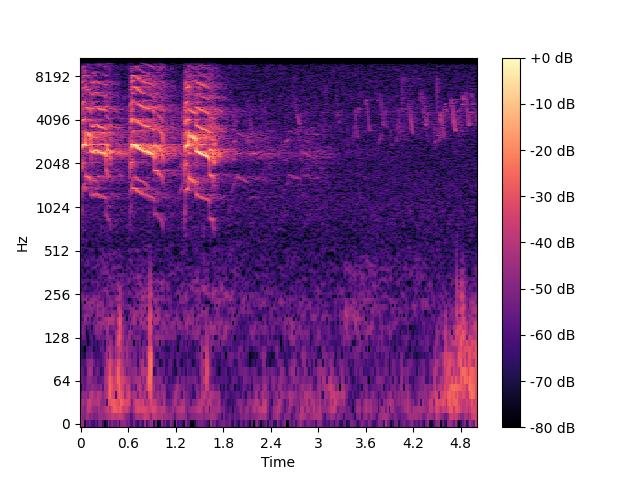 8192
4096
2048
1024
512
256
128
64
0
Hz
0 0.6 1.2 1.8 2.4 3 3.6 4.2 4.8
Time
+0 dB
-10 dB
-20 dB
-30 dB
-40 dB
-50 dB
-60 dB
-70 dB
-80 dB